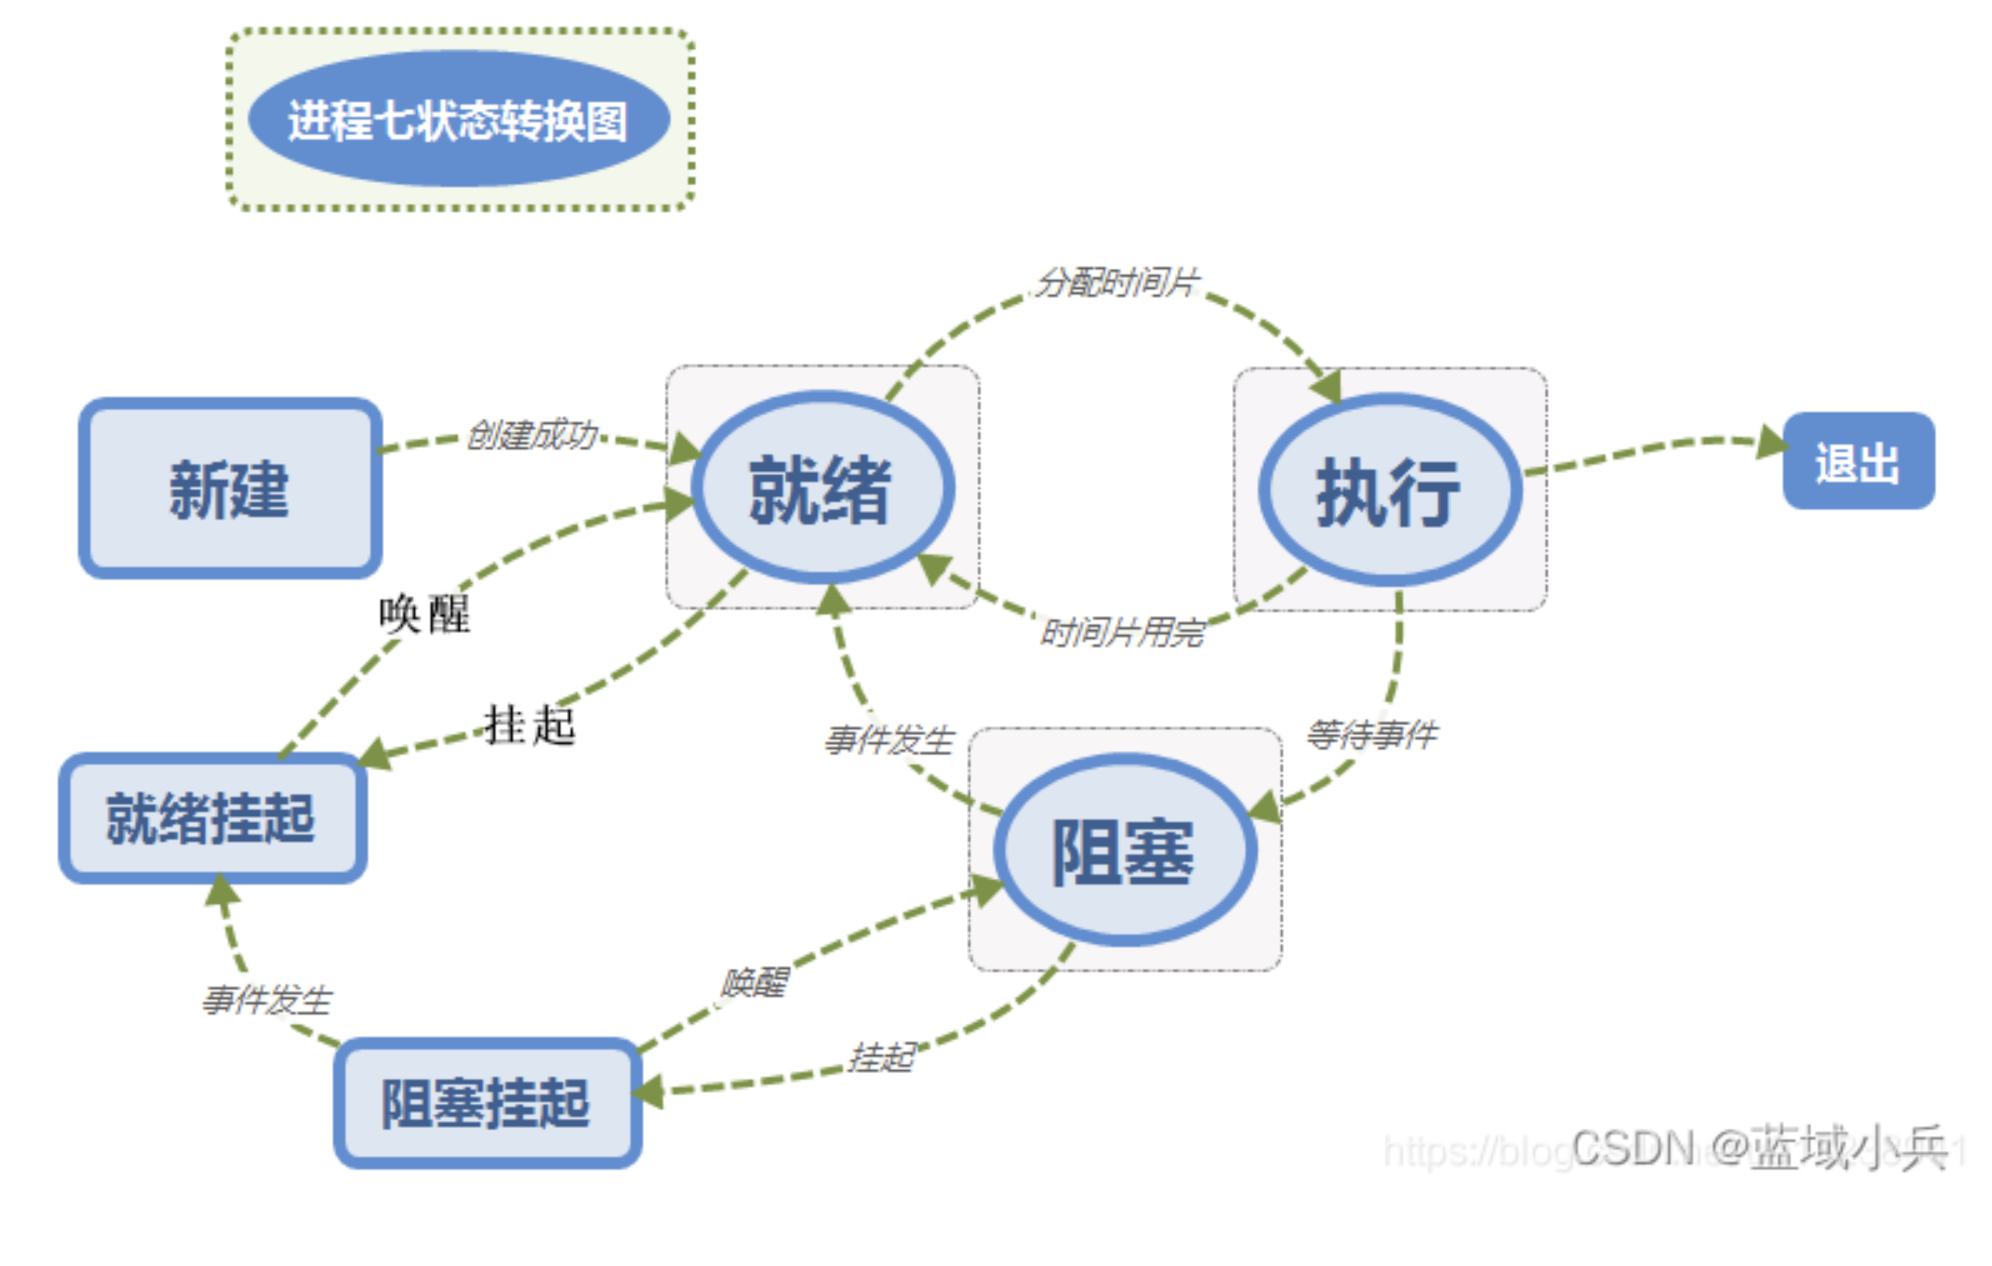 进程七状态转换图
分配时间片
创建成功
新建
就绪
执行
退出
唤醒
时间片用完
挂起
事件发生
等待事件
就绪挂起
阻塞
唤醒
事件发生
挂起
阻塞挂起
https://blog
CSDN @蓝域小兵